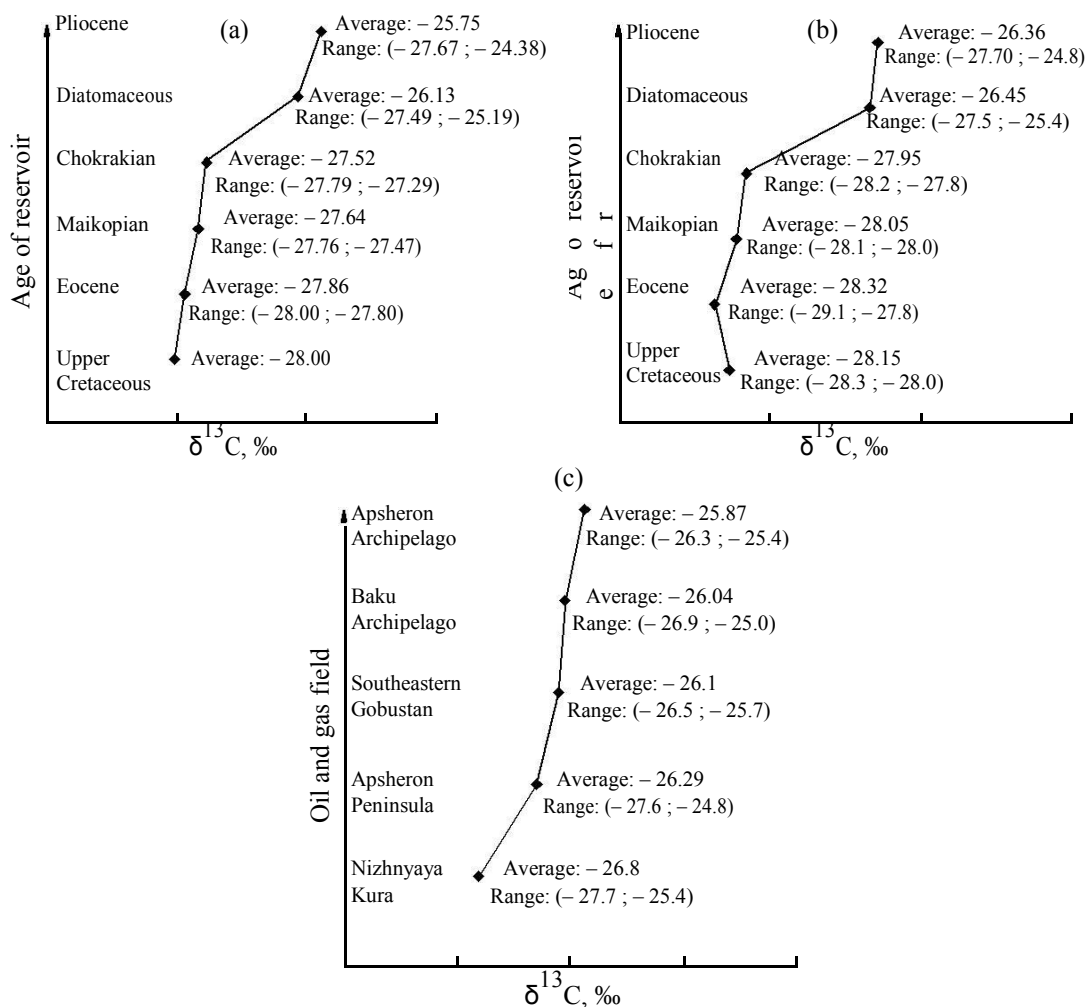 (a)
Age of reservoir
Pliocene
Average: – 25.75
Range: (– 27.67 ; – 24.38)
Diatomaceous
Average: – 26.13
Range: (– 27.49 ; – 25.19)
Chokrakian
Average: – 27.52
Range: (– 27.79 ; – 27.29)
Maikopian
Average: – 27.64
Range: (– 27.76 ; – 27.47)
Eocene
Average: – 27.86
Range: (– 28.00 ; – 27.80)
Upper
Cretaceous
Average: – 28.00
δ¹³C, ‰
(b)
Ag o reservoi
e f r
Pliocene
Average: – 26.36
Range: (– 27.70 ; – 24.8)
Diatomaceous
Average: – 26.45
Range: (– 27.5 ; – 25.4)
Chokrakian
Average: – 27.95
Range: (– 28.2 ; – 27.8)
Maikopian
Average: – 28.05
Range: (– 28.1 ; – 28.0)
Eocene
Average: – 28.32
Range: (– 29.1 ; – 27.8)
Upper
Cretaceous
Average: – 28.15
Range: (– 28.3 ; – 28.0)
δ¹³C, ‰
(c)
Oil and gas field
Apsheron
Archipelago
Average: – 25.87
Range: (– 26.3 ; – 25.4)
Baku
Archipelago
Average: – 26.04
Range: (– 26.9 ; – 25.0)
Southeastern
Gobustan
Average: – 26.1
Range: (– 26.5 ; – 25.7)
Apsheron
Peninsula
Average: – 26.29
Range: (– 27.6 ; – 24.8)
Nizhnyaya
Kura
Average: – 26.8
Range: (– 27.7 ; – 25.4)
δ¹³C, ‰